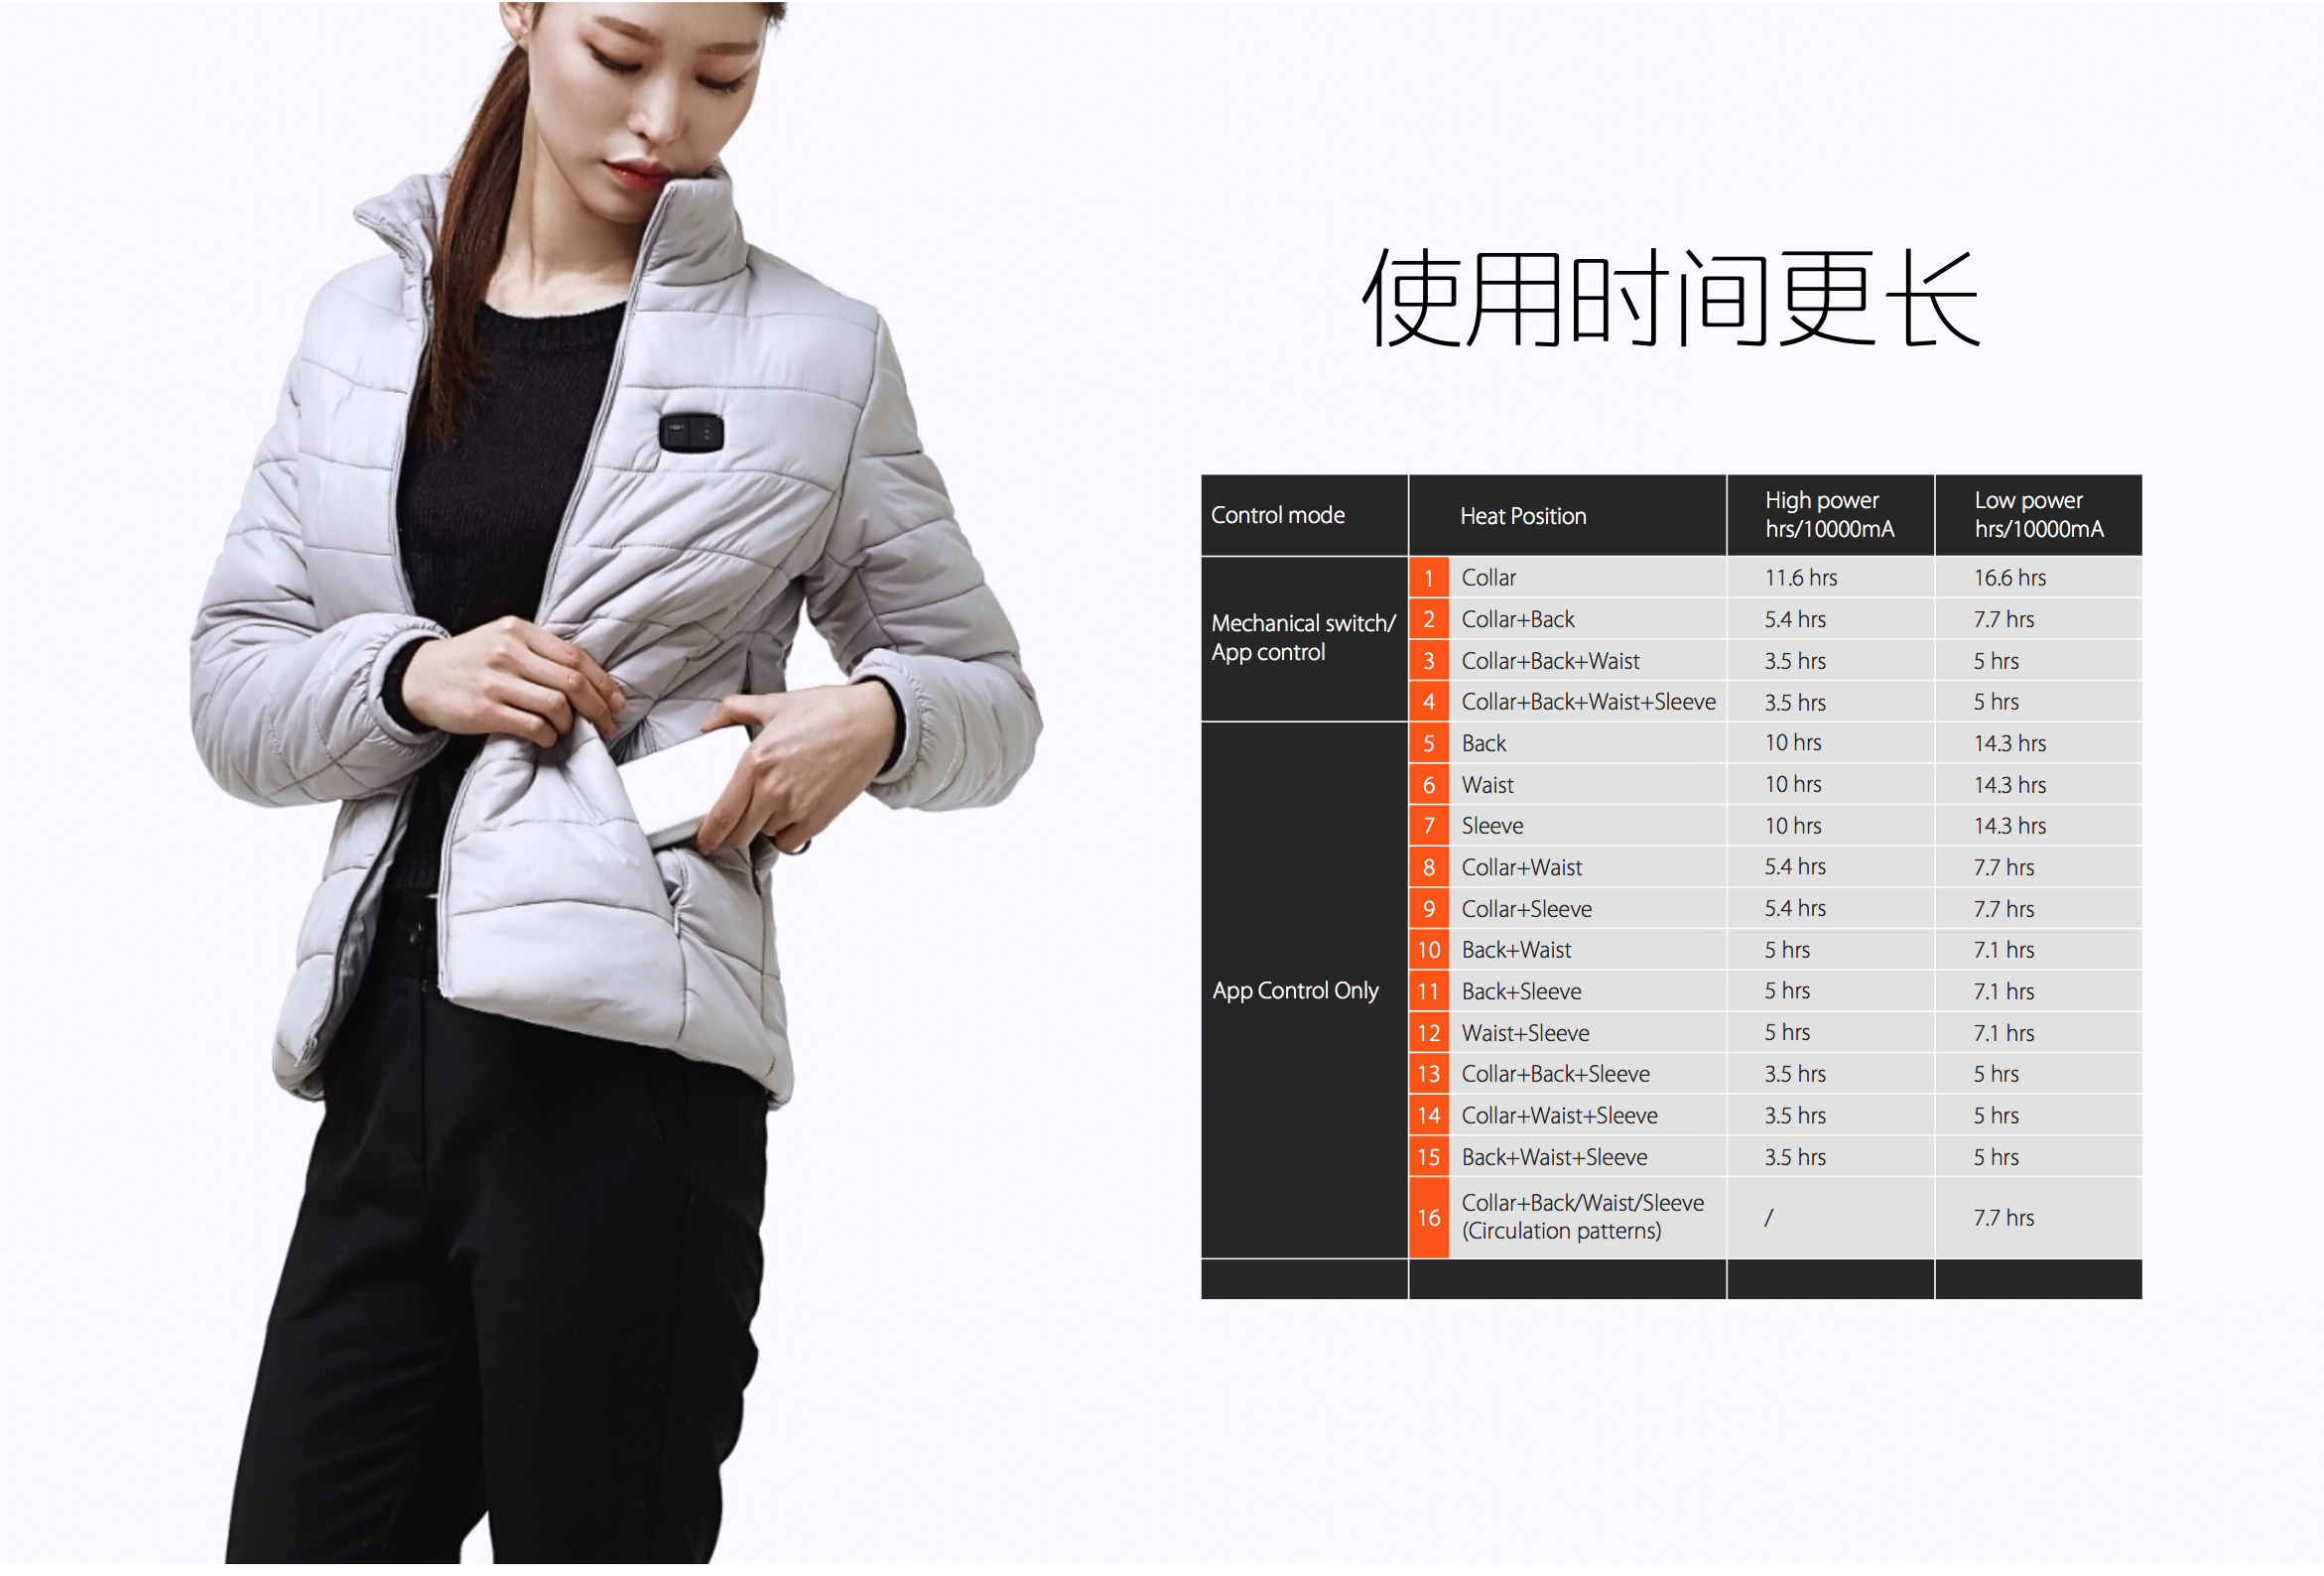 使用时间更长
Control mode Heat Position High power hrs/10000mA Low power hrs/10000mA
Mechanical switch/
App control
1 Collar 11.6 hrs 16.6 hrs
2 Collar+Back 5.4 hrs 7.7 hrs
3 Collar+Back+Waist 3.5 hrs 5 hrs
4 Collar+Back+Waist+Sleeve 3.5 hrs 5 hrs
App Control Only
5 Back 10 hrs 14.3 hrs
6 Waist 10 hrs 14.3 hrs
7 Sleeve 10 hrs 14.3 hrs
8 Collar+Waist 5.4 hrs 7.7 hrs
9 Collar+Sleeve 5.4 hrs 7.7 hrs
10 Back+Waist 5 hrs 7.1 hrs
11 Back+Sleeve 5 hrs 7.1 hrs
12 Waist+Sleeve 5 hrs 7.1 hrs
13 Collar+Back+Sleeve 3.5 hrs 5 hrs
14 Collar+Waist+Sleeve 3.5 hrs 5 hrs
15 Back+Waist+Sleeve 3.5 hrs 5 hrs
16 Collar+Back/Waist/Sleeve
(Circulation patterns) / 7.7 hrs